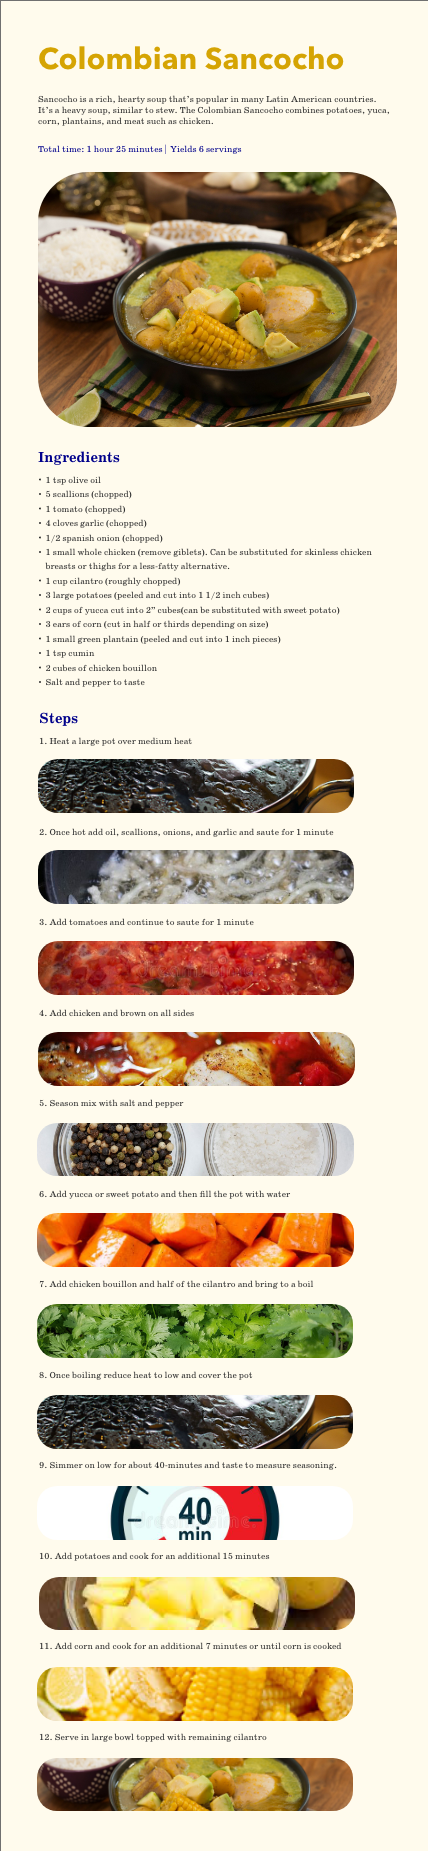 Colombian Sancocho
Sancocho is a rich, hearty soup that's popular in many Latin American countries.
It's a heavy soup, similar to stew. The Colombian Sancocho combines potatoes, yuca,
corn, plantains, and meat such as chicken.
Total time: 1 hour 25 minutes | Yields 6 servings
Ingredients
• 1 tsp olive oil
• 5 scallions (chopped)
• 1 tomato (chopped)
• 4 cloves garlic (chopped)
• 1/2 spanish onion (chopped)
• 1 small whole chicken (remove giblets). Can be substituted for skinless chicken
breasts or thighs for a less-fatty alternative.
• 1 cup cilantro (roughly chopped)
• 3 large potatoes (peeled and cut into 1 1/2 inch cubes)
• 2 cups of yucca cut into 2" cubes(can be substituted with sweet potato)
• 3 ears of corn (cut in half or thirds depending on size)
• 1 small green plantain (peeled and cut into 1 inch pieces)
• 1 tsp cumin
• 2 cubes of chicken bouillon
• Salt and pepper to taste
Steps
1. Heat a large pot over medium heat
2. Once hot add oil, scallions, onions, and garlic and saute for 1 minute
3. Add tomatoes and continue to saute for 1 minute
4. Add chicken and brown on all sides
5. Season mix with salt and pepper
6. Add yucca or sweet potato and then fill the pot with water
7. Add chicken bouillon and half of the cilantro and bring to a boil
8. Once boiling reduce heat to low and cover the pot
9. Simmer on low for about 40-minutes and taste to measure seasoning.
40
min
10. Add potatoes and cook for an additional 15 minutes
11. Add corn and cook for an additional 7 minutes or until corn is cooked
12. Serve in large bowl topped with remaining cilantro